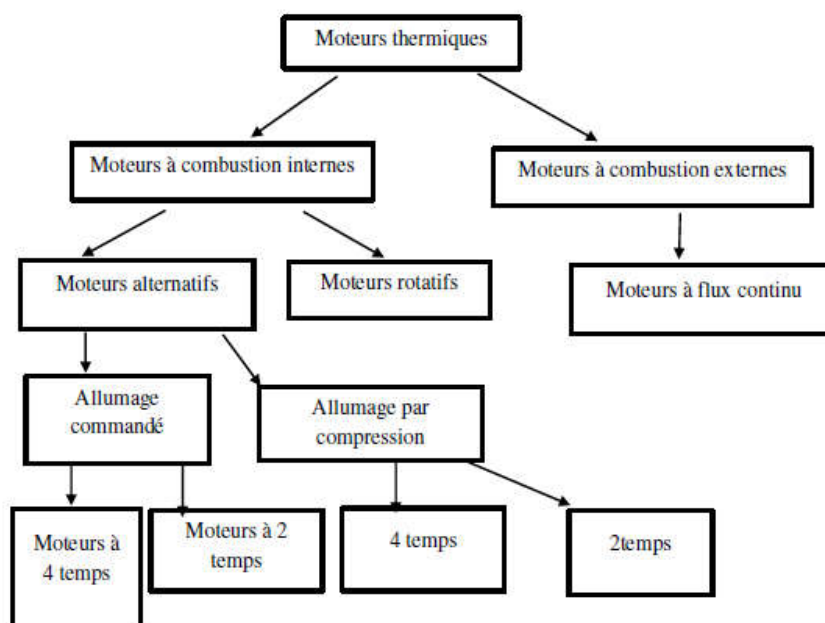 Moteurs thermiques
Moteurs à combustion internes
Moteurs à combustion externes
Moteurs alternatifs
Moteurs rotatifs
Moteurs à flux continu
Allumage
commandé
Allumage par
compression
Moteurs à
4 temps
Moteurs à 2
temps
4 temps
2temps